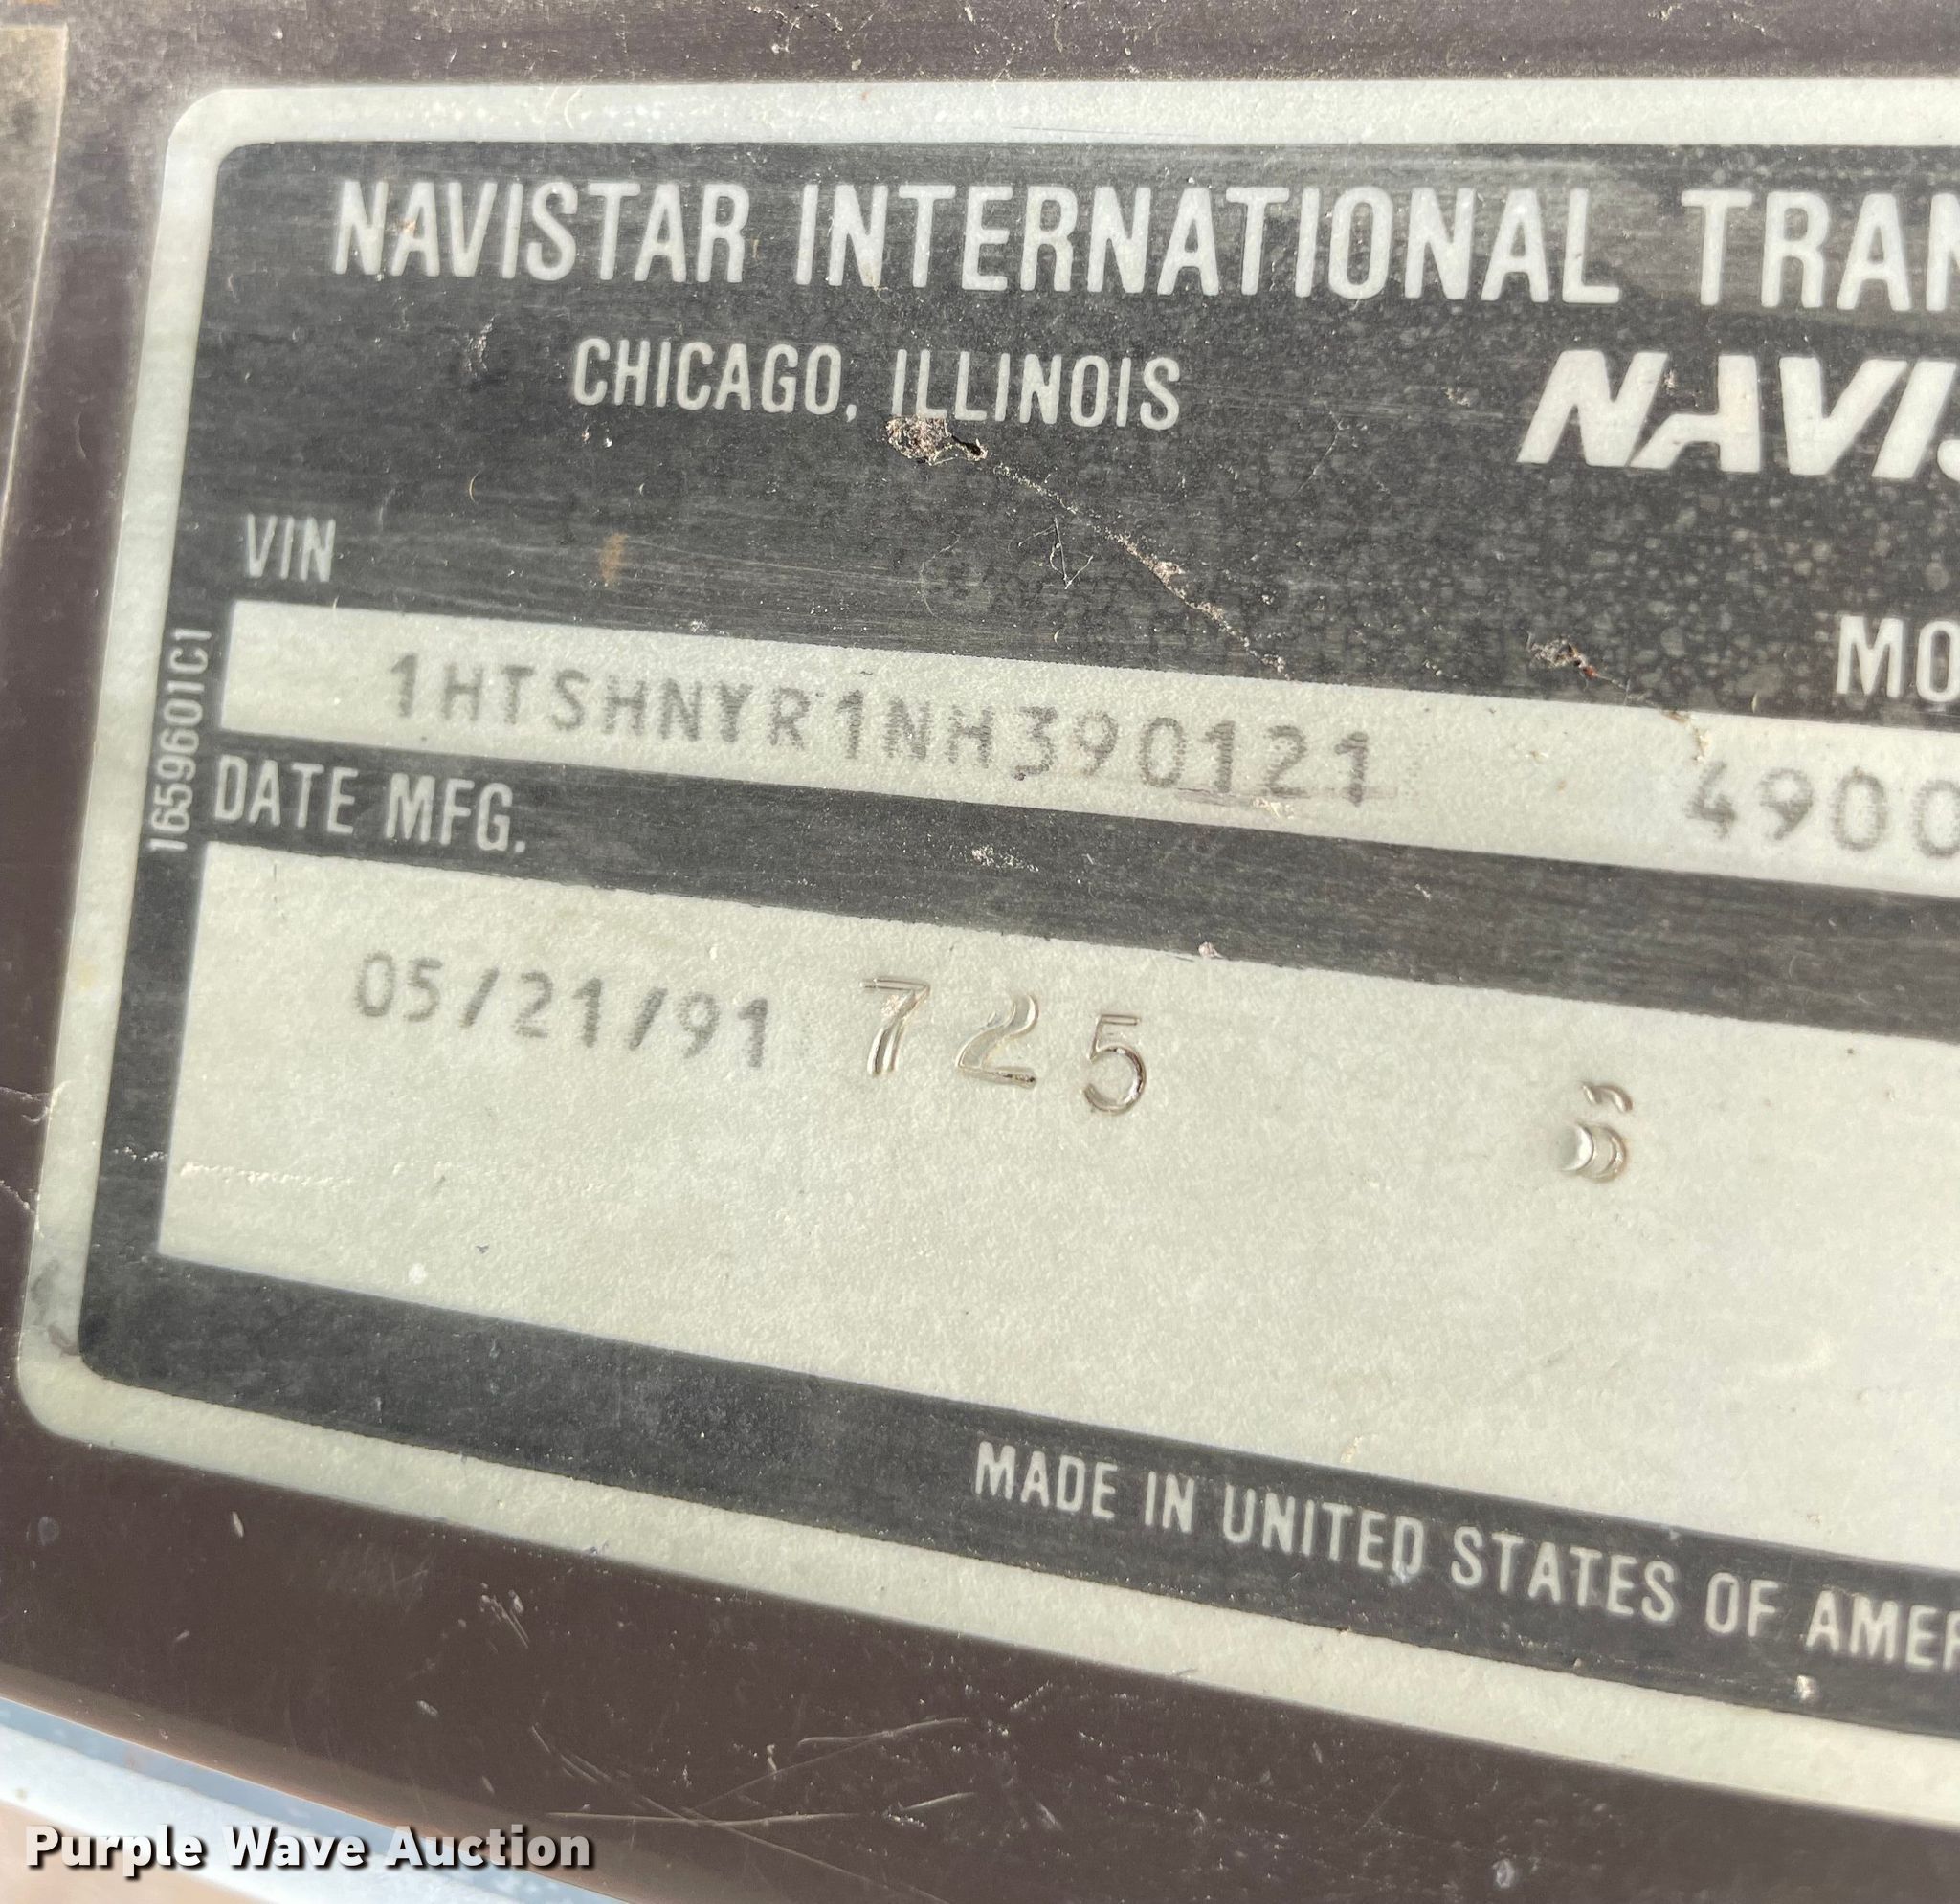 NAVISTAR INTERNATIONAL TRAN
CHICAGO, ILLINOIS
NAVIS
VIN
MO
1HTSHNYR1NH390121 4900
1659601C1
DATE MFG.
05/21/91 725 6
MADE IN UNITED STATES OF AMER
Purple Wave Auction